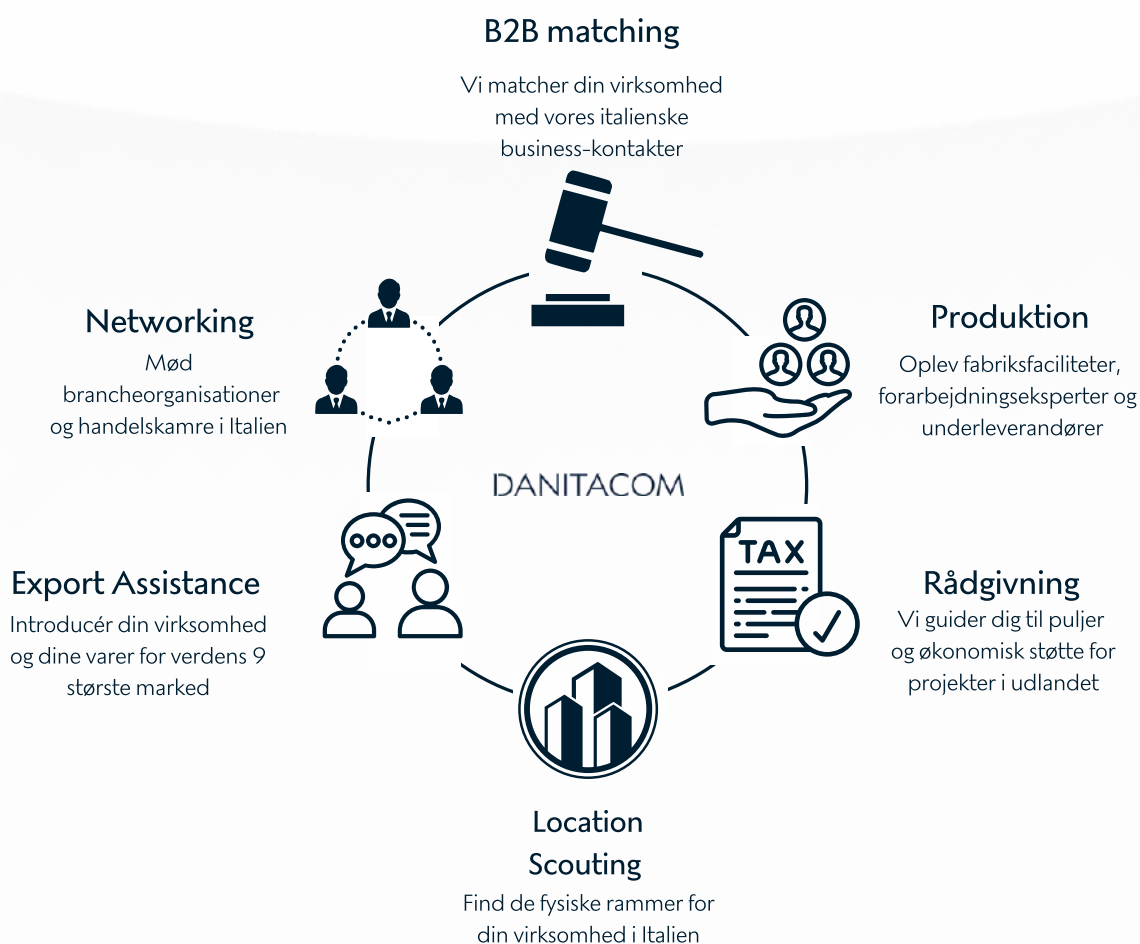 B2B matching
Vi matcher din virksomhed
med vores italienske
business-kontakter
Networking
Mød
brancheorganisationer
og handelskamre i Italien
Produktion
Oplev fabriksfaciliteter,
forarbejdningseksperter og
underleverandører
DANITACOM
Export Assistance
Introducér din virksomhed
og dine varer for verdens 9
største marked
TAX
Rådgivning
Vi guider dig til puljer
og økonomisk støtte for
projekter i udlandet
Location
Scouting
Find de fysiske rammer for
din virksomhed i Italien